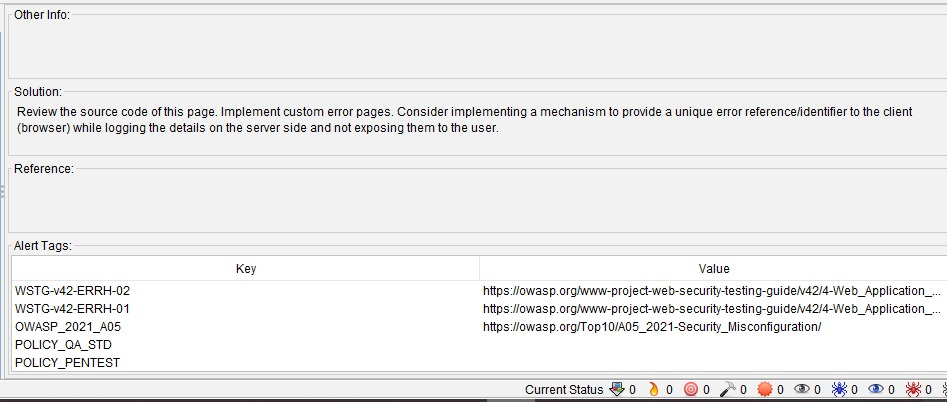 Other Info:
Solution:
Review the source code of this page. Implement custom error pages. Consider implementing a mechanism to provide a unique error reference/identifier to the client
(browser) while logging the details on the server side and not exposing them to the user.
Reference:
Alert Tags:
Key Value
WSTG-v42-ERRH-02 https://owasp.org/www-project-web-security-testing-guide/v42/4-Web_Application_...
WSTG-v42-ERRH-01 https://owasp.org/www-project-web-security-testing-guide/v42/4-Web_Application_...
OWASP_2021_A05 https://owasp.org/Top10/A05_2021-Security_Misconfiguration/
POLICY_QA_STD
POLICY_PENTEST
Current Status 0 0 0 0 0 0 0 0 0